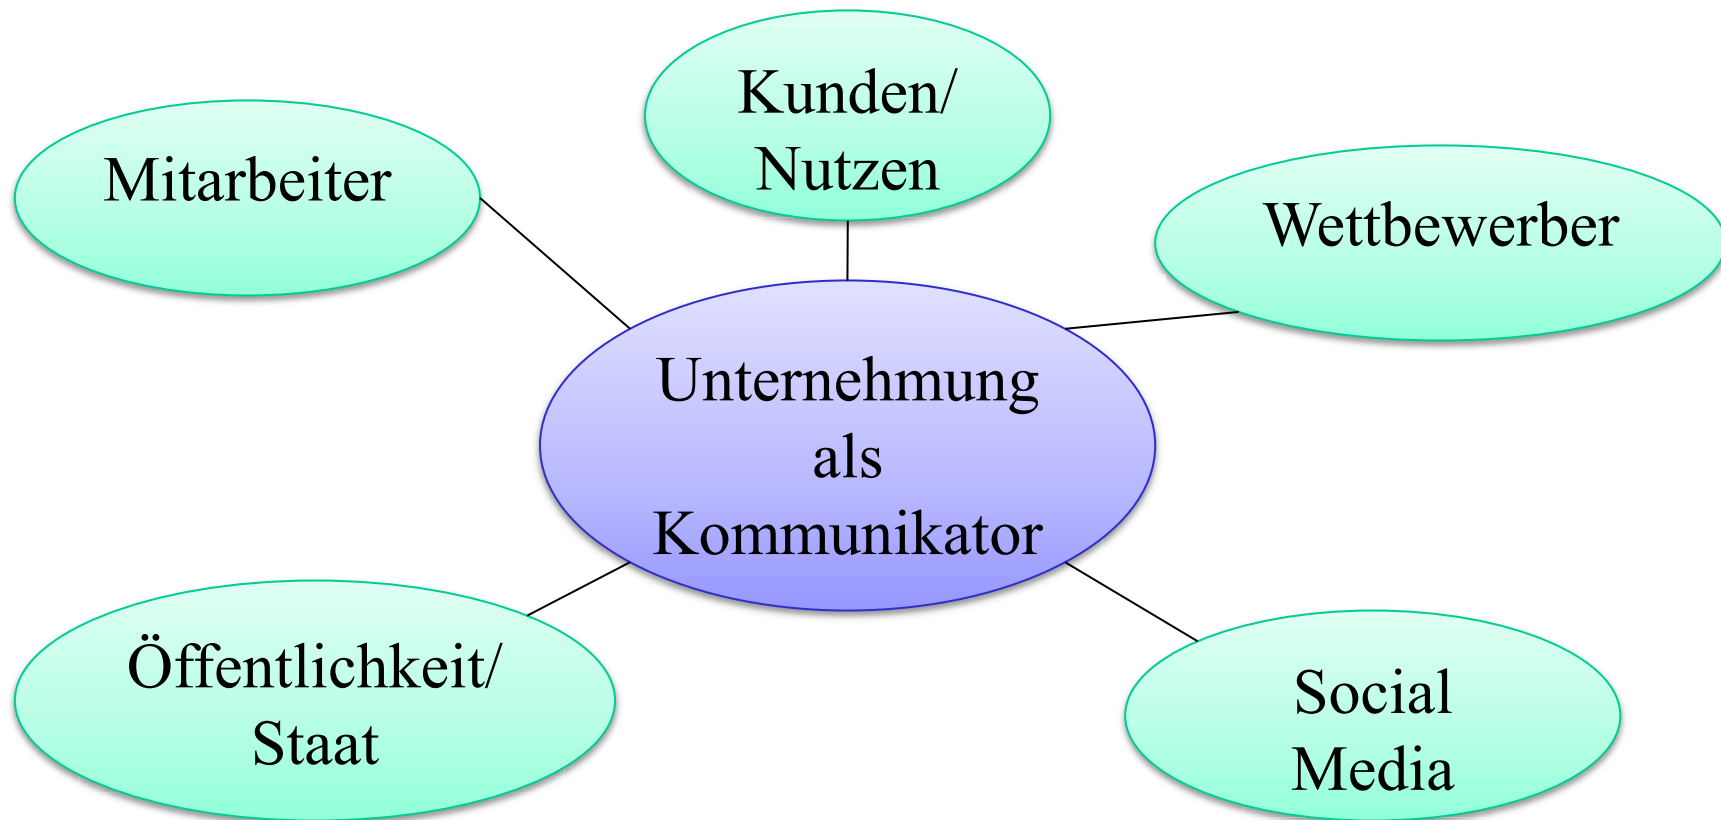 Kunden/
Nutzen
Mitarbeiter
Wettbewerber
Unternehmung
als
Kommunikator
Öffentlichkeit/
Staat
Social
Media